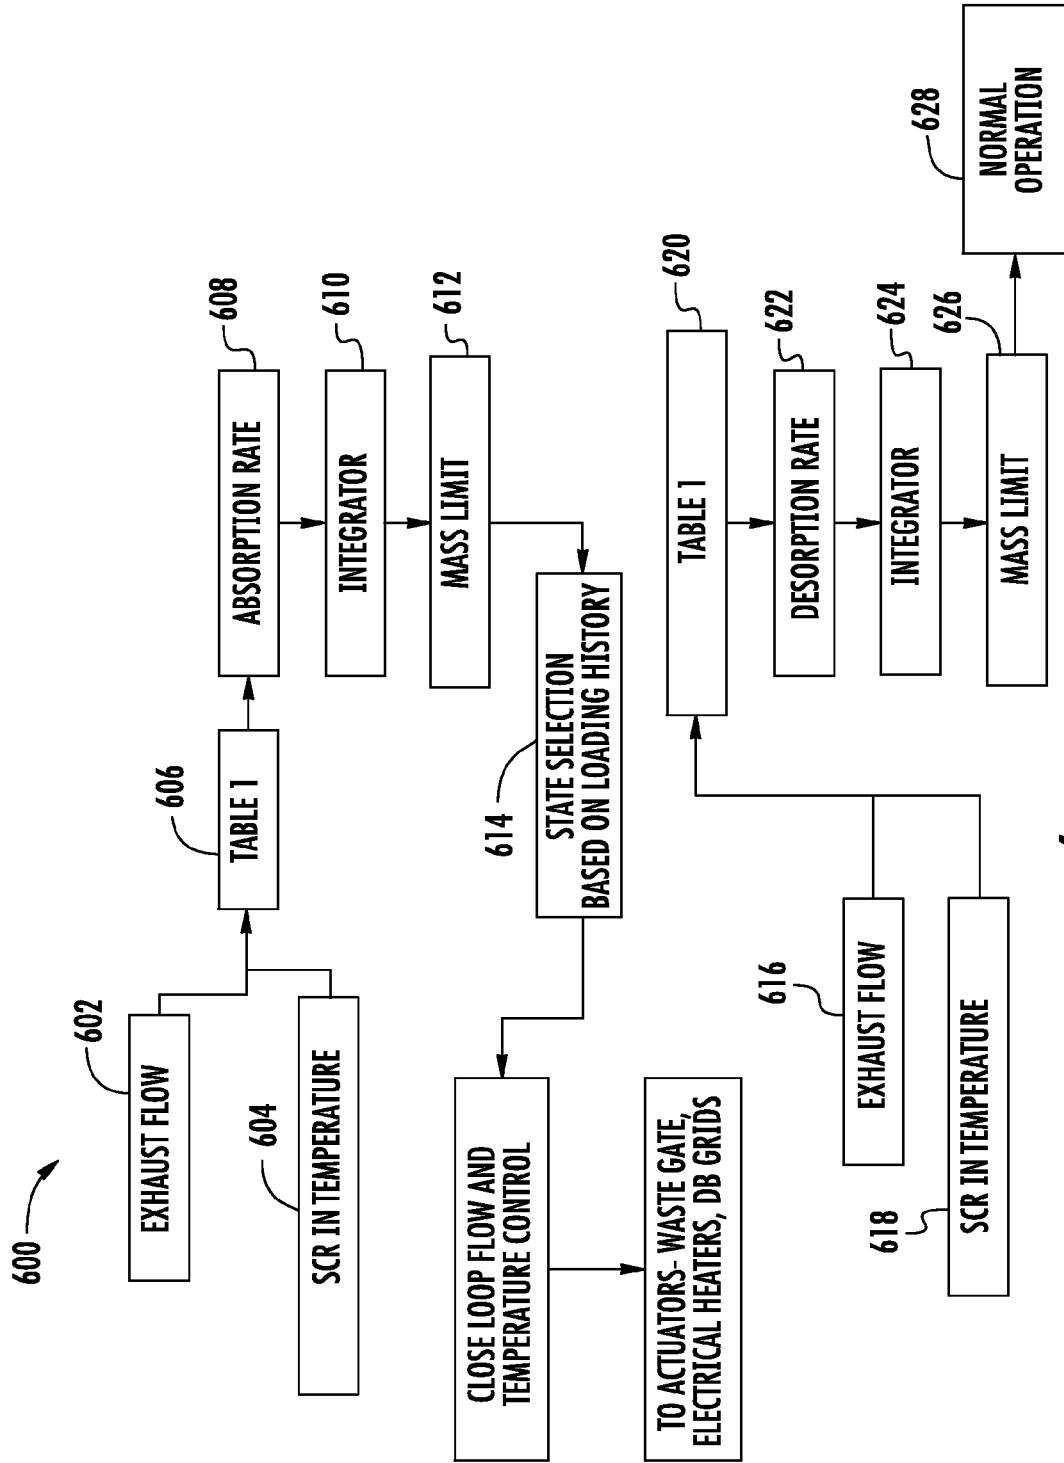 600
602
EXHAUST FLOW
604
SCR IN TEMPERATURE
606
TABLE 1
608
ABSORPTION RATE
610
INTEGRATOR
612
MASS LIMIT
614
STATE SELECTION
BASED ON LOADING HISTORY
CLOSE LOOP FLOW AND
TEMPERATURE CONTROL
TO ACTUATORS- WASTE GATE,
ELECTRICAL HEATERS, DB GRIDS
616
EXHAUST FLOW
618
SCR IN TEMPERATURE
620
TABLE 1
622
DESORPTION RATE
624
INTEGRATOR
626
MASS LIMIT
628
NORMAL
OPERATION